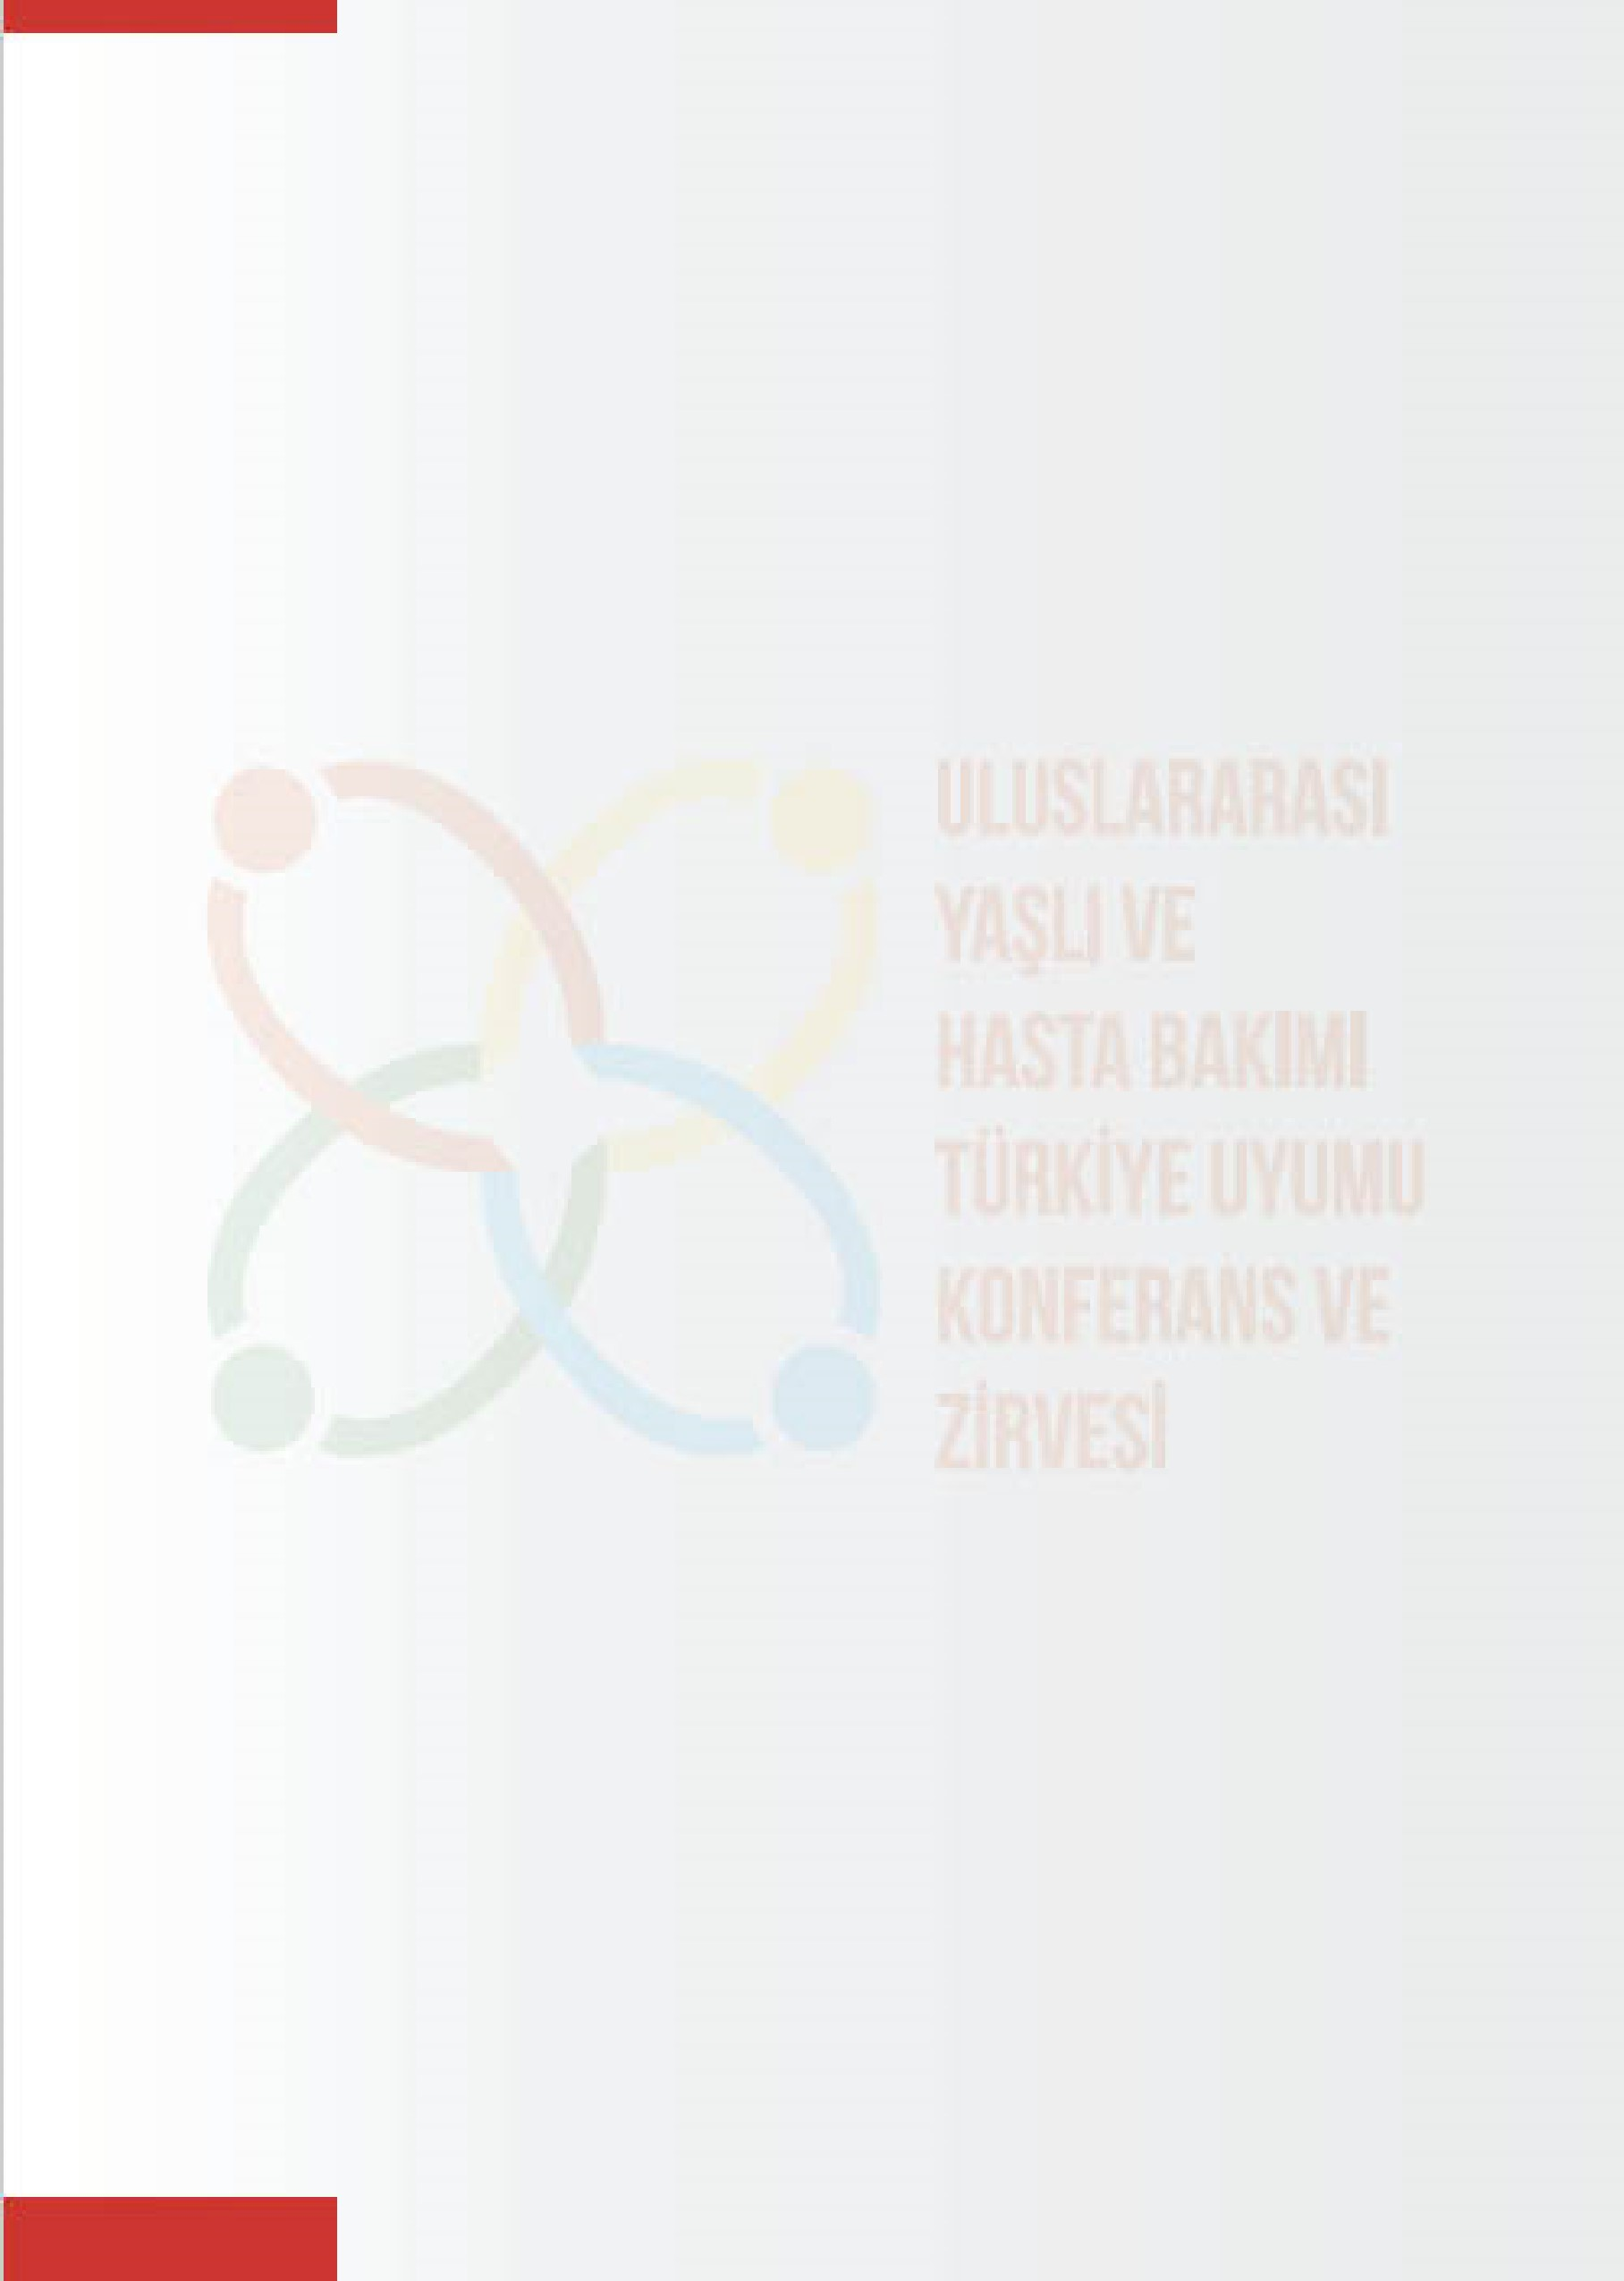 ULUSLARARASI
YAŞLI VE
HASTA BAKIMI
TÜRKİYE UYUMU
KONFERANS VE
ZİRVESİ